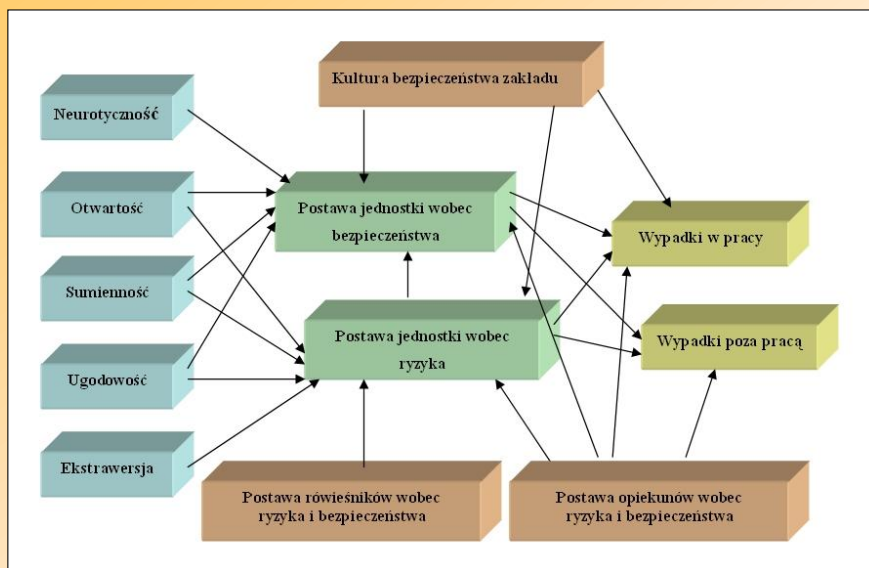 Kultura bezpieczeństwa zakładu
Neurotyczność
Otwartość
Sumienność
Ugodowość
Ekstrawersja
Postawa jednostki wobec
bezpieczeństwa
Postawa jednostki wobec
ryzyka
Wypadki w pracy
Wypadki poza pracą
Postawa rówieśników wobec
ryzyka i bezpieczeństwa
Postawa opiekunów wobec
ryzyka i bezpieczeństwa